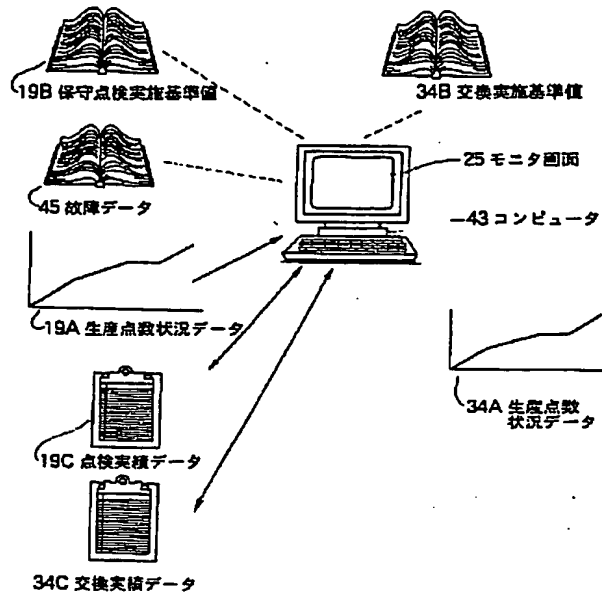 19B 保守点検実施基準値
34B 交換実施基準値
25 モニタ画面
45 故障データ
43 コンピュータ
19A 生産点数状況データ
34A 生産点数
状況データ
19C 点検実績データ
34C 交換実績データ